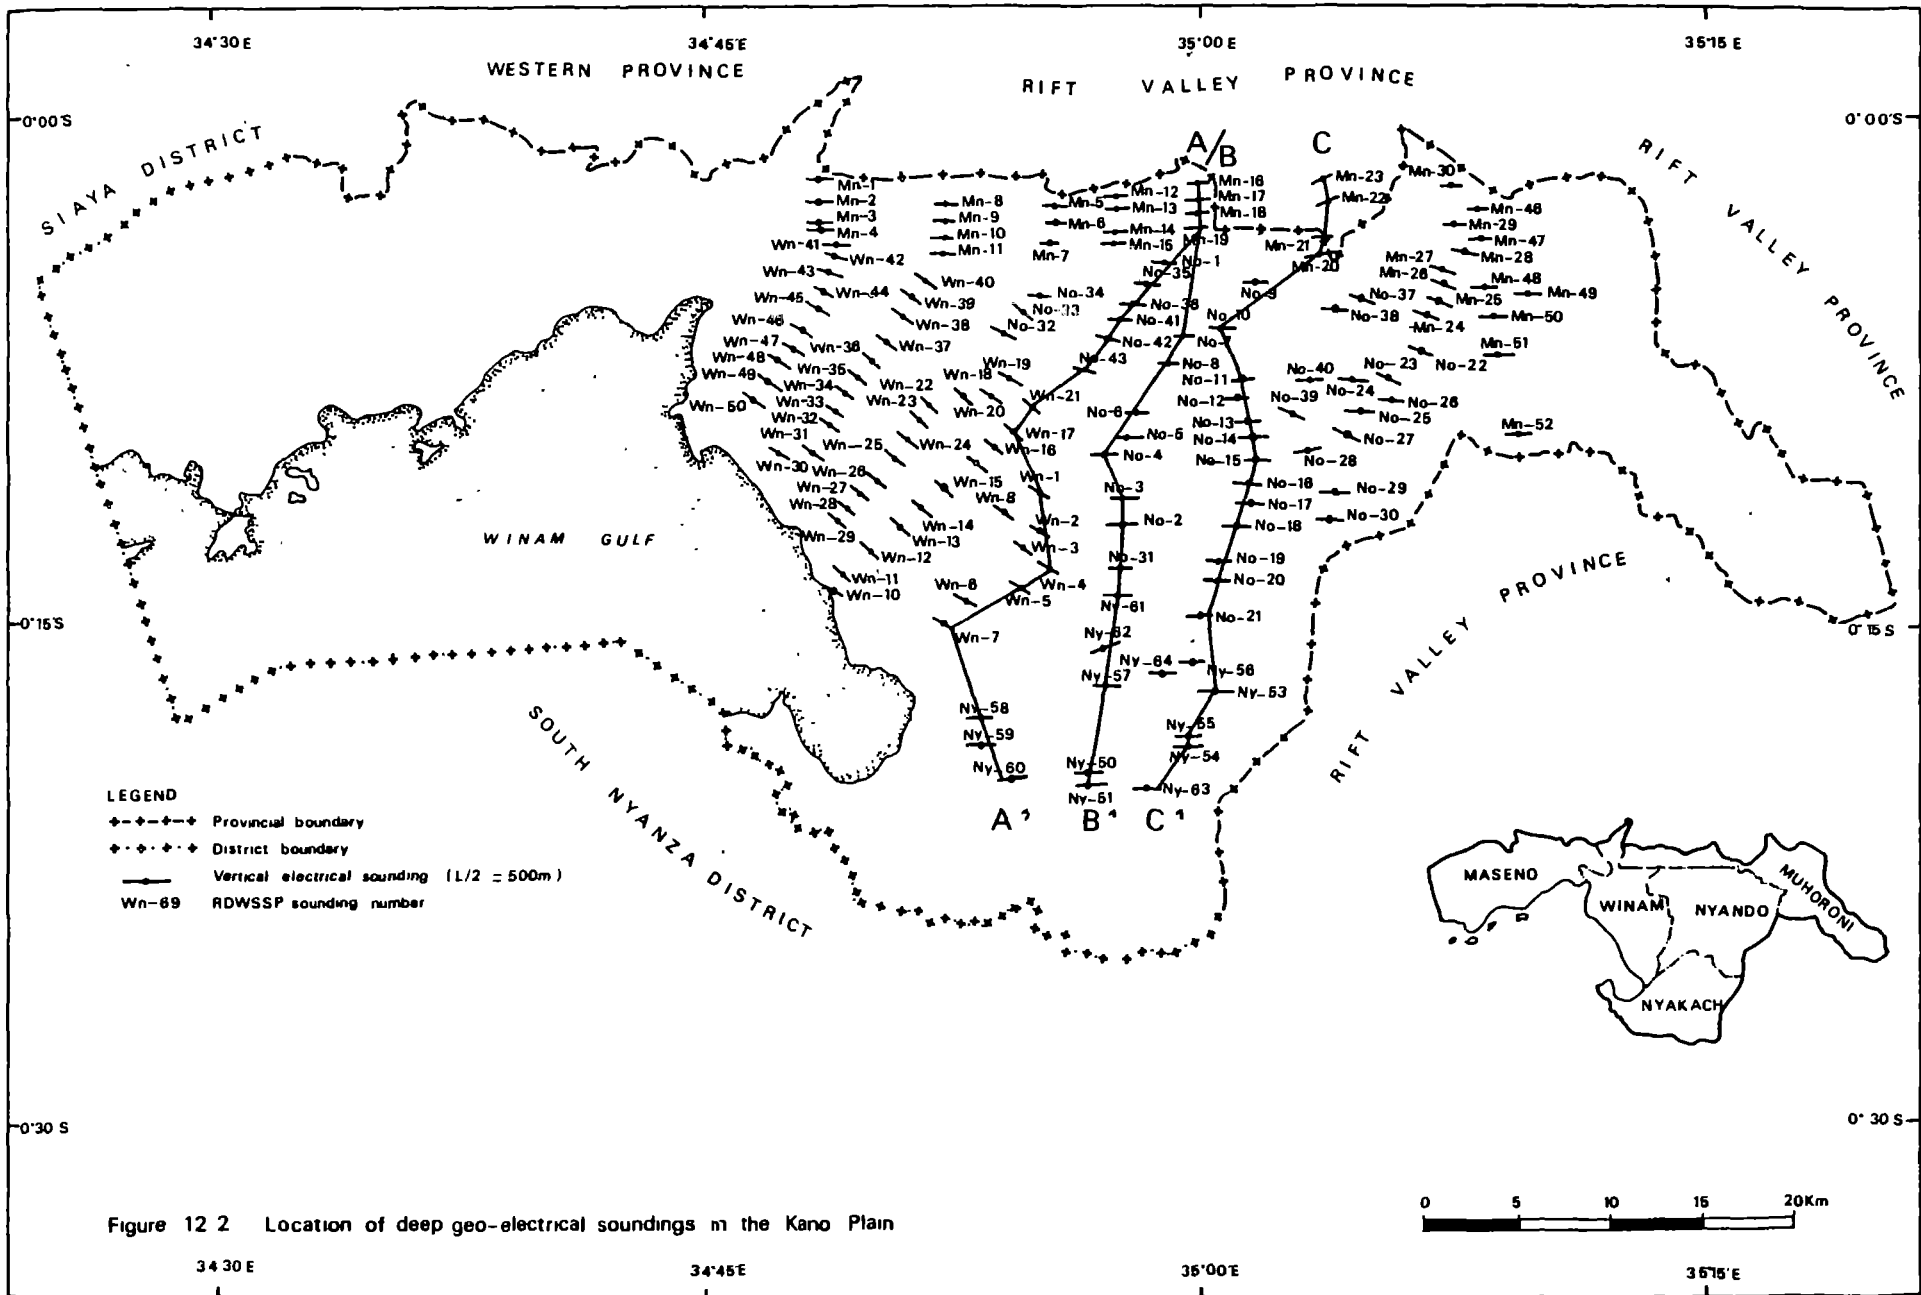 34°30E
34°45'E
35°00 E
35°15 E
WESTERN PROVINCE
RIFT VALLEY PROVINCE
0°00'S
0°00'S
SIAYA DISTRICT
RIFT VALLEY PROVINCE
A/B
C
Mn-1
Mn-2
Mn-3
Mn-4
Wn-41
Wn-42
Wn-43
Wn-44
Wn-45
Wn-46
Wn-47
Wn-48
Wn-49
Wn-50
Mn-8
Mn-9
Mn-10
Mn-11
Wn-40
Wn-39
Wn-38
Wn-37
Wn-36
Wn-35
Wn-34
Wn-33
Wn-32
Wn-31
Wn-30
Mn-5
Mn-6
Mn-7
Mn-12
Mn-13
Mn-14
Mn-15
Mn-16
Mn-17
Mn-18
Mn-19
Mn-23
Mn-22
Mn-21
Mn-20
Mn-30
Mn-46
Mn-29
Mn-47
Mn-28
Mn-27
Mn-26
Mn-48
Mn-49
Mn-25
Mn-50
Mn-24
Mn-51
Mn-52
No-1
No-35
No-34
No-33
No-32
No-38
No-41
No-42
No-43
No-9
No-10
No-7
No-8
No-37
No-38
No-11
No-12
No-13
No-14
No-15
No-16
No-17
No-18
No-19
No-20
No-21
No-40
No-23
No-22
No-24
No-39
No-26
No-25
No-27
No-28
No-29
No-30
No-6
No-5
No-4
No-3
No-2
No-31
Wn-19
Wn-18
Wn-22
Wn-23
Wn-20
Wn-21
Wn-17
Wn-16
Wn-24
Wn-25
Wn-26
Wn-27
Wn-28
Wn-29
Wn-15
Wn-14
Wn-13
Wn-12
Wn-11
Wn-10
Wn-1
Wn-8
Wn-2
Wn-3
Wn-4
Wn-5
Wn-6
Wn-7
WINAM GULF
0°15'S
0°15 S
Ny-61
Ny-62
Ny-57
Ny-64
Ny-56
Ny-53
Ny-55
Ny-54
Ny-63
Ny-58
Ny-59
Ny-60
Ny-50
Ny-51
A'
B'
C'
RIFT VALLEY PROVINCE
SOUTH NYANZA DISTRICT
LEGEND
Provincial boundary
District boundary
Vertical electrical sounding (L/2 = 500m)
Wn-69 RDWSSP sounding number
MASENO
WINAM
NYANDO
MUHORONI
NYAKACH
0°30 S
0°30 S
0 5 10 15 20Km
Figure 12 2 Location of deep geo-electrical soundings in the Kano Plain
34 30E
34°45'E
35°00'E
35°15'E